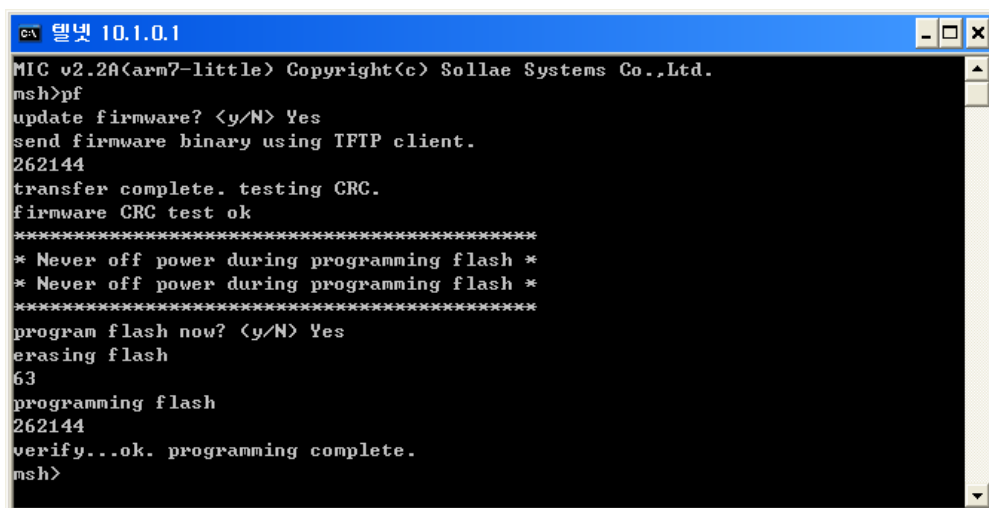 텔넷 10.1.0.1
MIC v2.2A(arm7-little) Copyright(c) Sollae Systems Co.,Ltd.
msh>pf
update firmware? (y/N) Yes
send firmware binary using TFTP client.
262144
transfer complete. testing CRC.
firmware CRC test ok
********************************************
* Never off power during programming flash *
* Never off power during programming flash *
********************************************
program flash now? (y/N) Yes
erasing flash
63
programming flash
262144
verify...ok. programming complete.
msh>